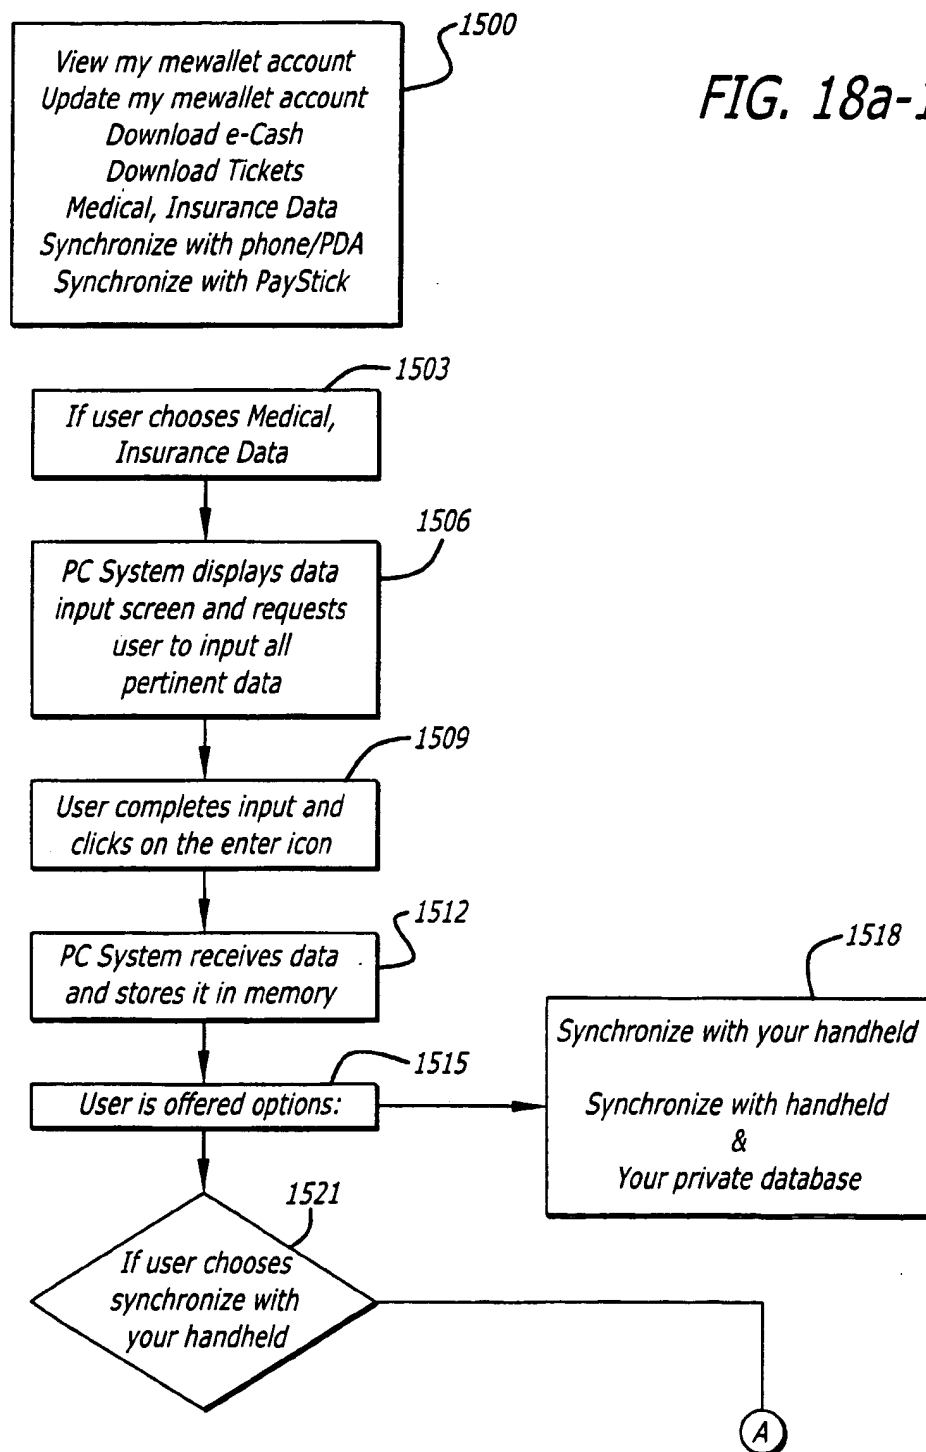 1500
FIG. 18a-1
View my mewallet account
Update my mewallet account
Download e-Cash
Download Tickets
Medical, Insurance Data
Synchronize with phone/PDA
Synchronize with PayStick
1503
If user chooses Medical,
Insurance Data
1506
PC System displays data
input screen and requests
user to input all
pertinent data
1509
User completes input and
clicks on the enter icon
1512
PC System receives data
and stores it in memory
1515
User is offered options:
1518
Synchronize with your handheld
Synchronize with handheld
&
Your private database
1521
If user chooses
synchronize with
your handheld
A